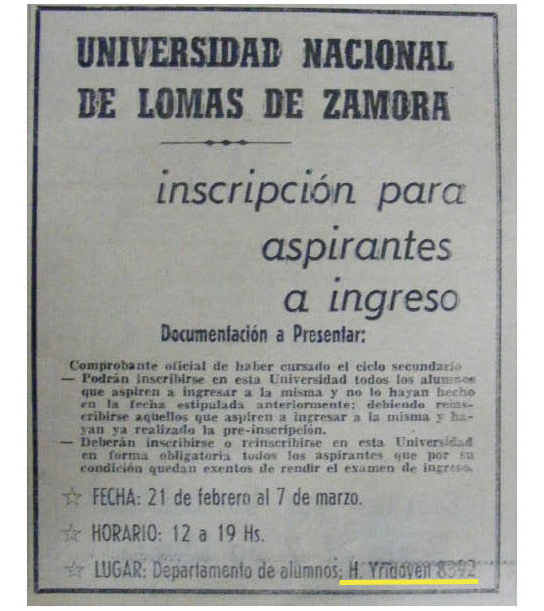 UNIVERSIDAD NACIONAL
DE LOMAS DE ZAMORA
inscripción para
aspirantes
a ingreso
Documentación a Presentar:
Comprobante oficial de haber cursado el ciclo secundario
— Podrán inscribirse en esta Universidad todos los alumnos
que aspiren a ingresar a la misma y no lo hayan hecho
en la fecha estipulada anteriormente; debiendo reins-
cribirse aquellos que aspiren a ingresar a la misma y ha-
yan ya realizado la pre-inscripción.
— Deberán inscribirse o reinscribirse en esta Universidad
en forma obligatoria todos los aspirantes que por su
condición quedan exentos de rendir el examen de ingreso.
☆ FECHA: 21 de febrero al 7 de marzo.
☆ HORARIO: 12 a 19 Hs.
☆ LUGAR: Departamento de alumnos: H. Yrigoyen 8392